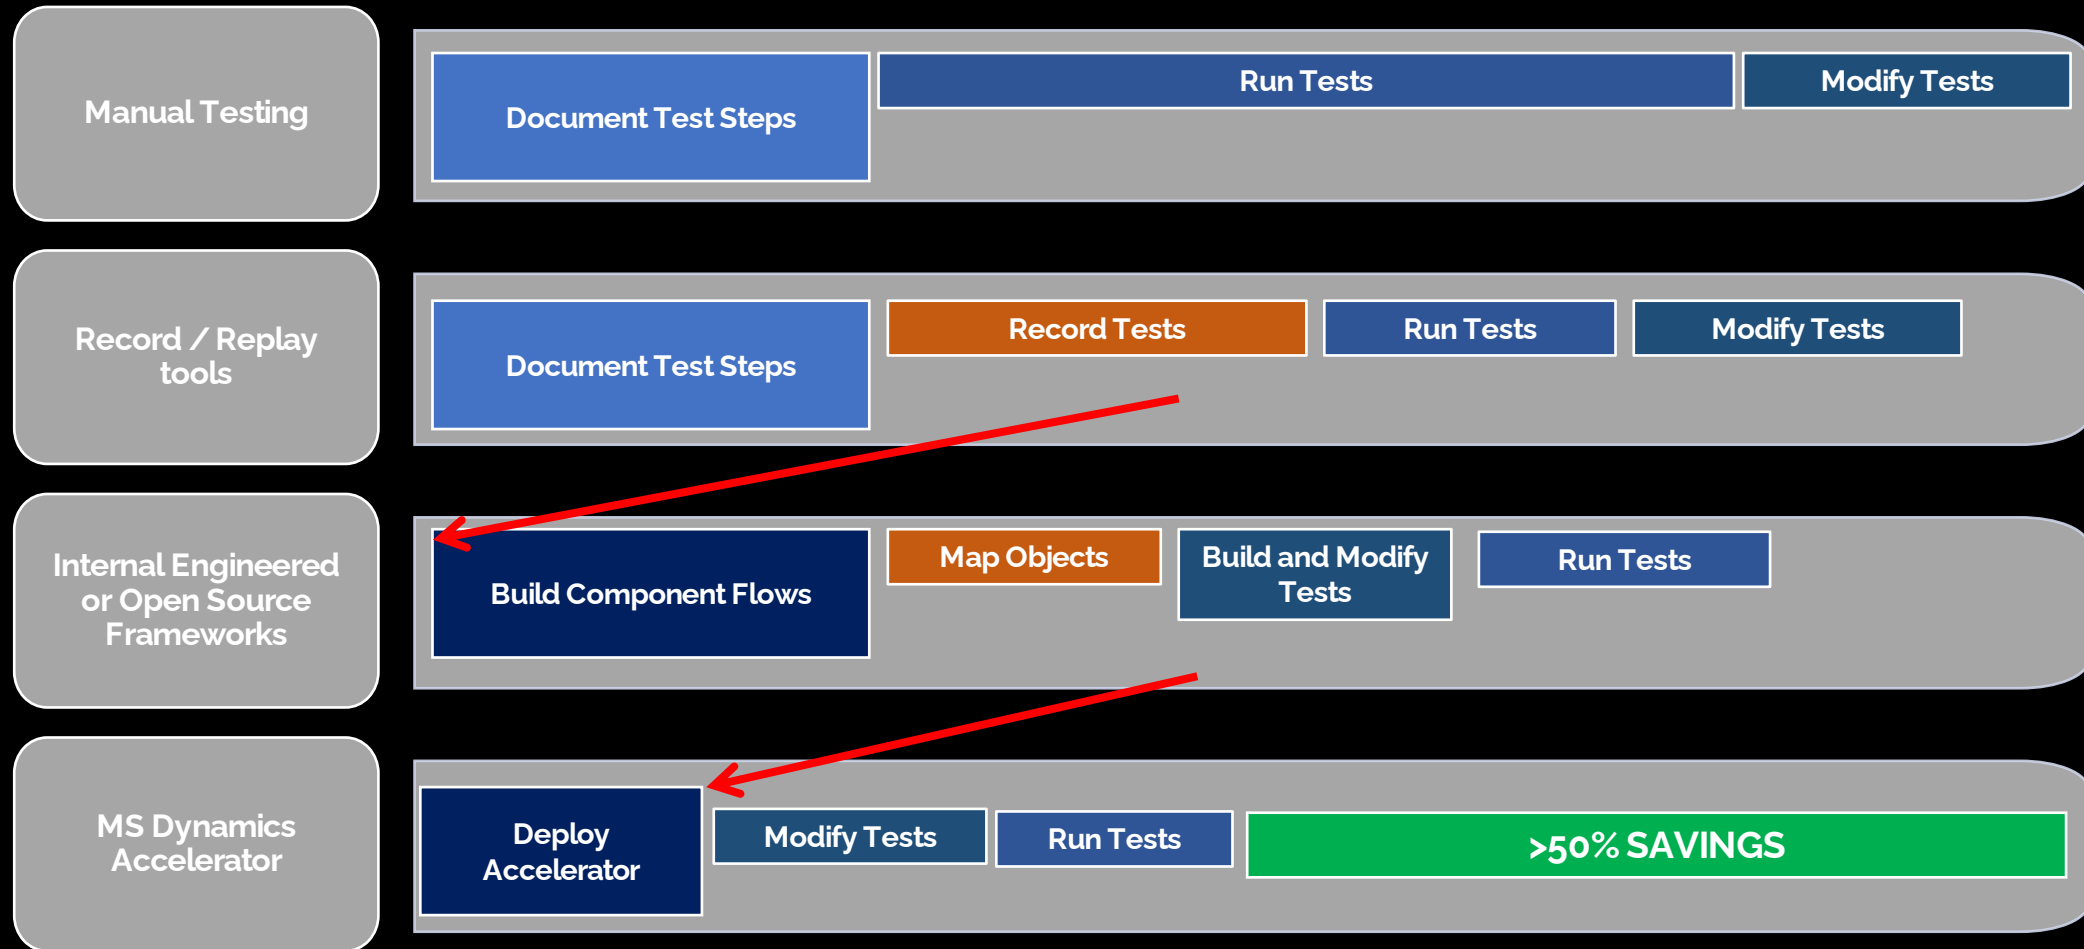 Manual Testing
Document Test Steps
Run Tests
Modify Tests
Record / Replay
tools
Document Test Steps
Record Tests
Run Tests
Modify Tests
Internal Engineered
or Open Source
Frameworks
Build Component Flows
Map Objects
Build and Modify
Tests
Run Tests
MS Dynamics
Accelerator
Deploy
Accelerator
Modify Tests
Run Tests
>50% SAVINGS